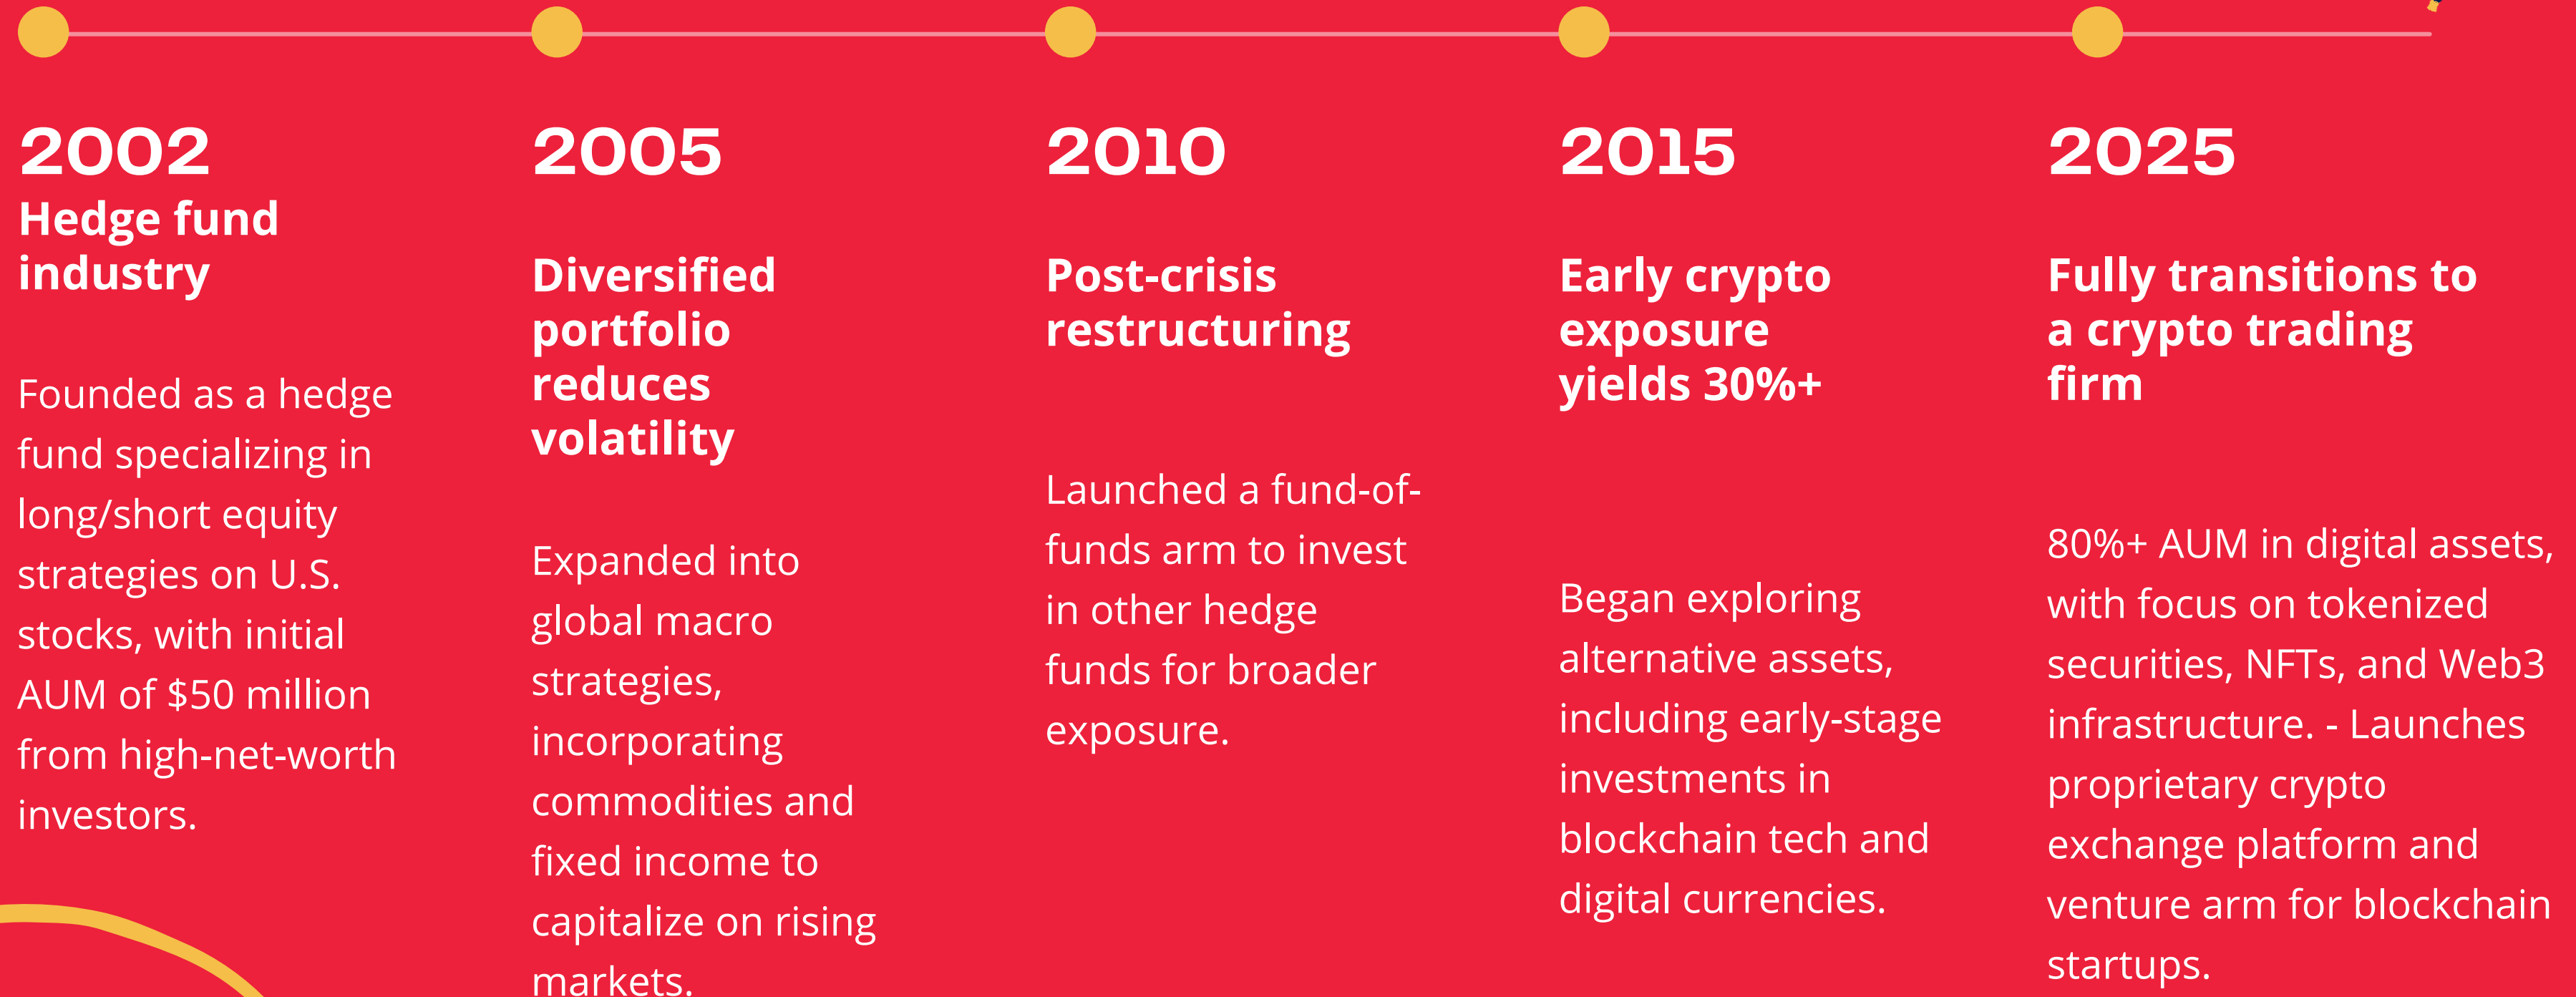 2002
Hedge fund
industry
Founded as a hedge
fund specializing in
long/short equity
strategies on U.S.
stocks, with initial
AUM of $50 million
from high-net-worth
investors.
2005
Diversified
portfolio
reduces
volatility
Expanded into
global macro
strategies,
incorporating
commodities and
fixed income to
capitalize on rising
markets.
2010
Post-crisis
restructuring
Launched a fund-of-
funds arm to invest
in other hedge
funds for broader
exposure.
2015
Early crypto
exposure
yields 30%+
Began exploring
alternative assets,
including early-stage
investments in
blockchain tech and
digital currencies.
2025
Fully transitions to
a crypto trading
firm
80%+ AUM in digital assets,
with focus on tokenized
securities, NFTs, and Web3
infrastructure. - Launches
proprietary crypto
exchange platform and
venture arm for blockchain
startups.